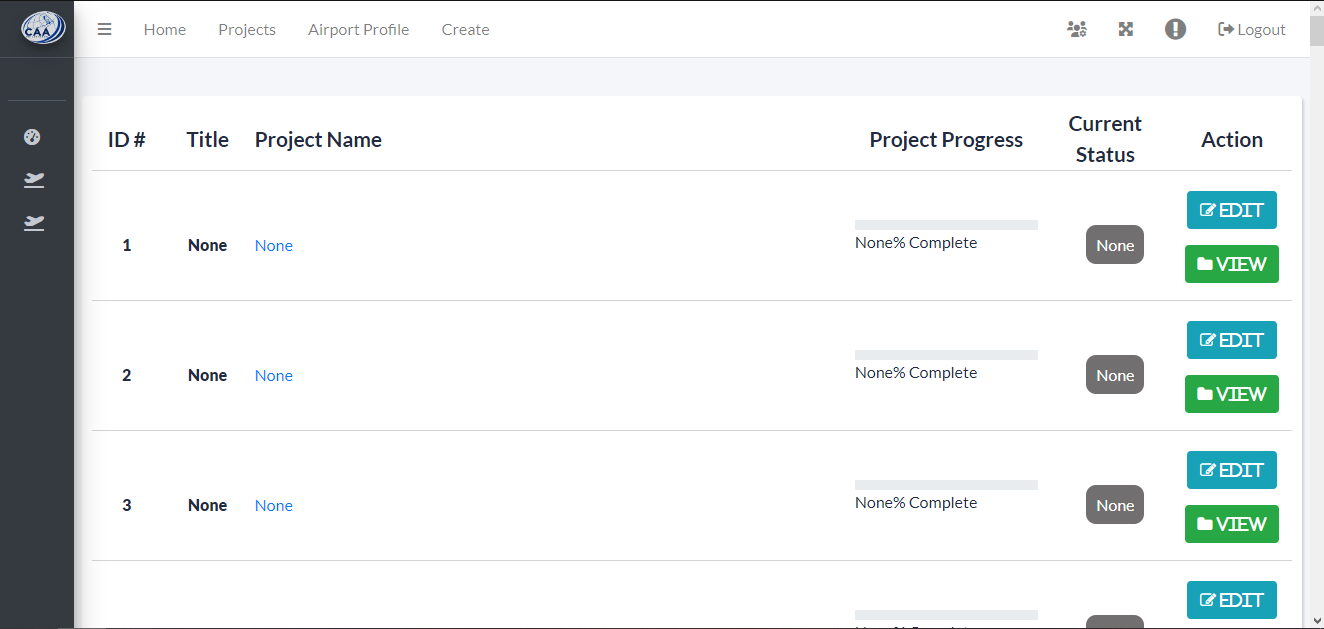 CAA
Home Projects Airport Profile Create Logout
ID # Title Project Name Project Progress Current Status Action
1 None None None% Complete None EDIT
VIEW
2 None None None% Complete None EDIT
VIEW
3 None None None% Complete None EDIT
VIEW
EDIT